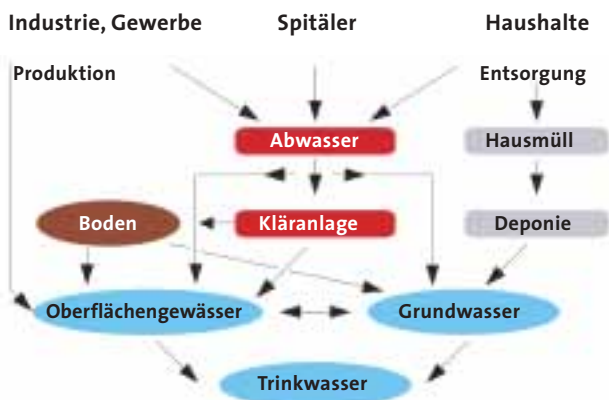 Industrie, Gewerbe Spitäler Haushalte
Produktion Entsorgung
Abwasser Hausmüll
Boden Kläranlage Deponie
Oberflächengewässer Grundwasser
Trinkwasser